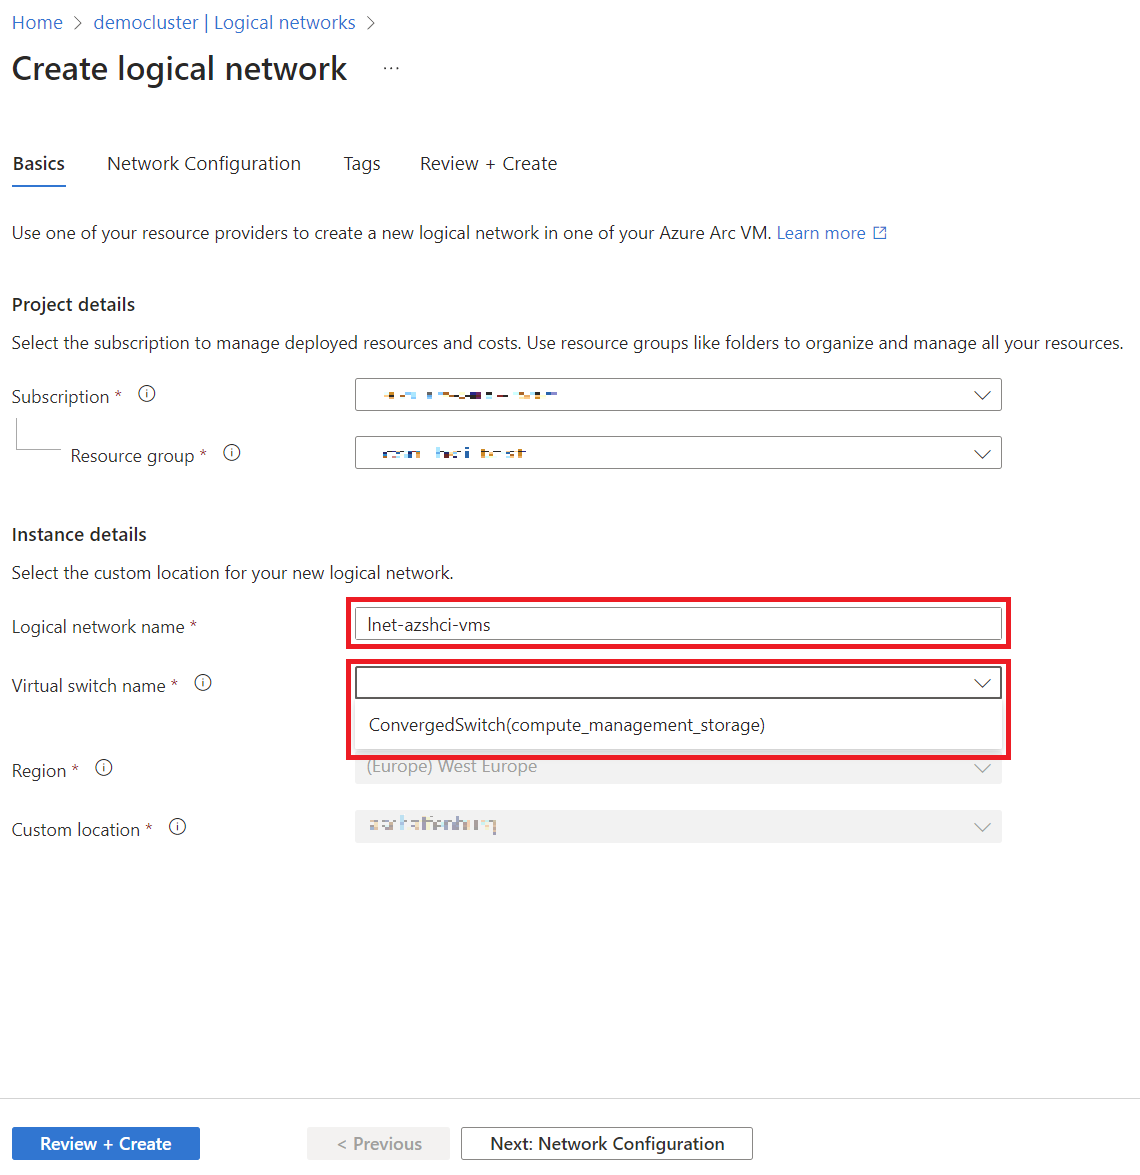 Home > democluster | Logical networks >
Create logical network ...
Basics Network Configuration Tags Review + Create
Use one of your resource providers to create a new logical network in one of your Azure Arc VM. Learn more
Project details
Select the subscription to manage deployed resources and costs. Use resource groups like folders to organize and manage all your resources.
Subscription *
Resource group *
Instance details
Select the custom location for your new logical network.
Logical network name * lnet-azshci-vms
Virtual switch name *
ConvergedSwitch(compute_management_storage)
Region * (Europe) West Europe
Custom location *
Review + Create < Previous Next: Network Configuration